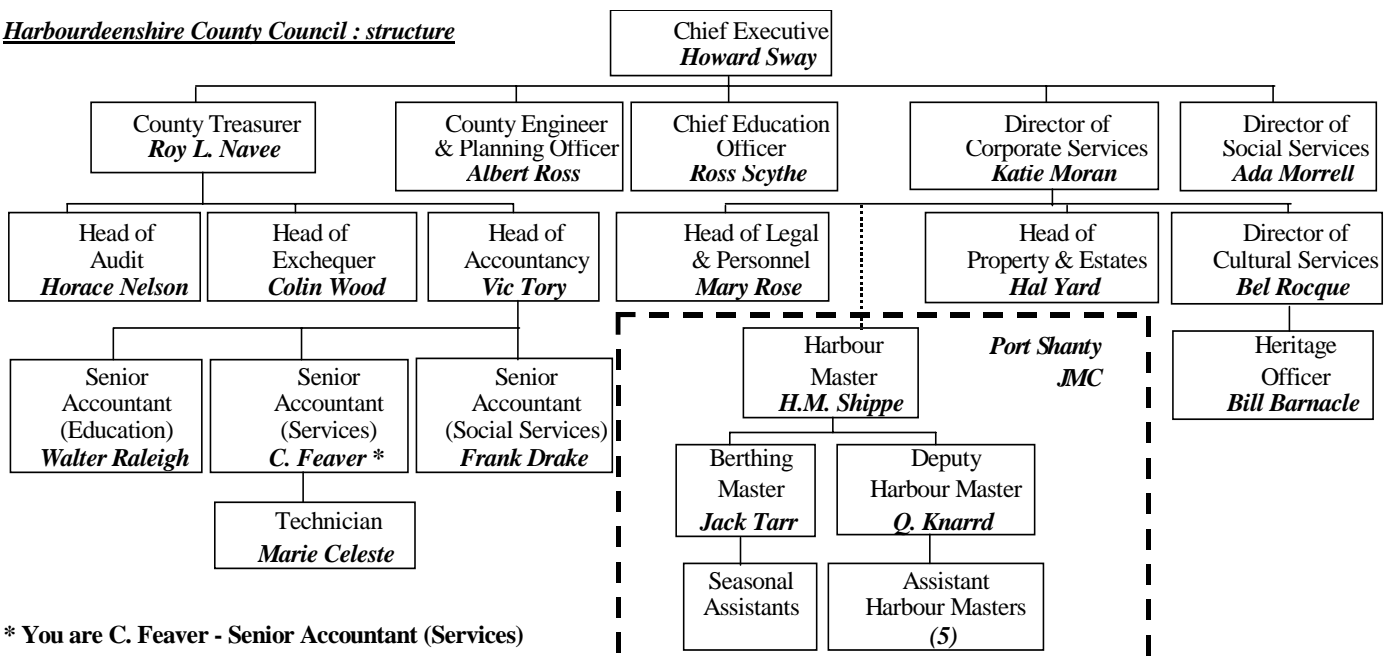 Harbourdeenshire County Council : structure
Chief Executive
Howard Sway
County Treasurer
Roy L. Navee
County Engineer
& Planning Officer
Albert Ross
Chief Education
Officer
Ross Scythe
Director of
Corporate Services
Katie Moran
Director of
Social Services
Ada Morrell
Head of
Audit
Horace Nelson
Head of
Exchequer
Colin Wood
Head of
Accountancy
Vic Tory
Head of Legal
& Personnel
Mary Rose
Head of
Property & Estates
Hal Yard
Director of
Cultural Services
Bel Rocque
Senior
Accountant
(Education)
Walter Raleigh
Senior
Accountant
(Services)
C. Feaver *
Senior
Accountant
(Social Services)
Frank Drake
Harbour
Master
H.M. Shippe
Port Shanty
JMC
Heritage
Officer
Bill Barnacle
Technician
Marie Celeste
Berthing
Master
Jack Tarr
Deputy
Harbour Master
Q. Knarrd
Seasonal
Assistants
Assistant
Harbour Masters
(5)
* You are C. Feaver - Senior Accountant (Services)